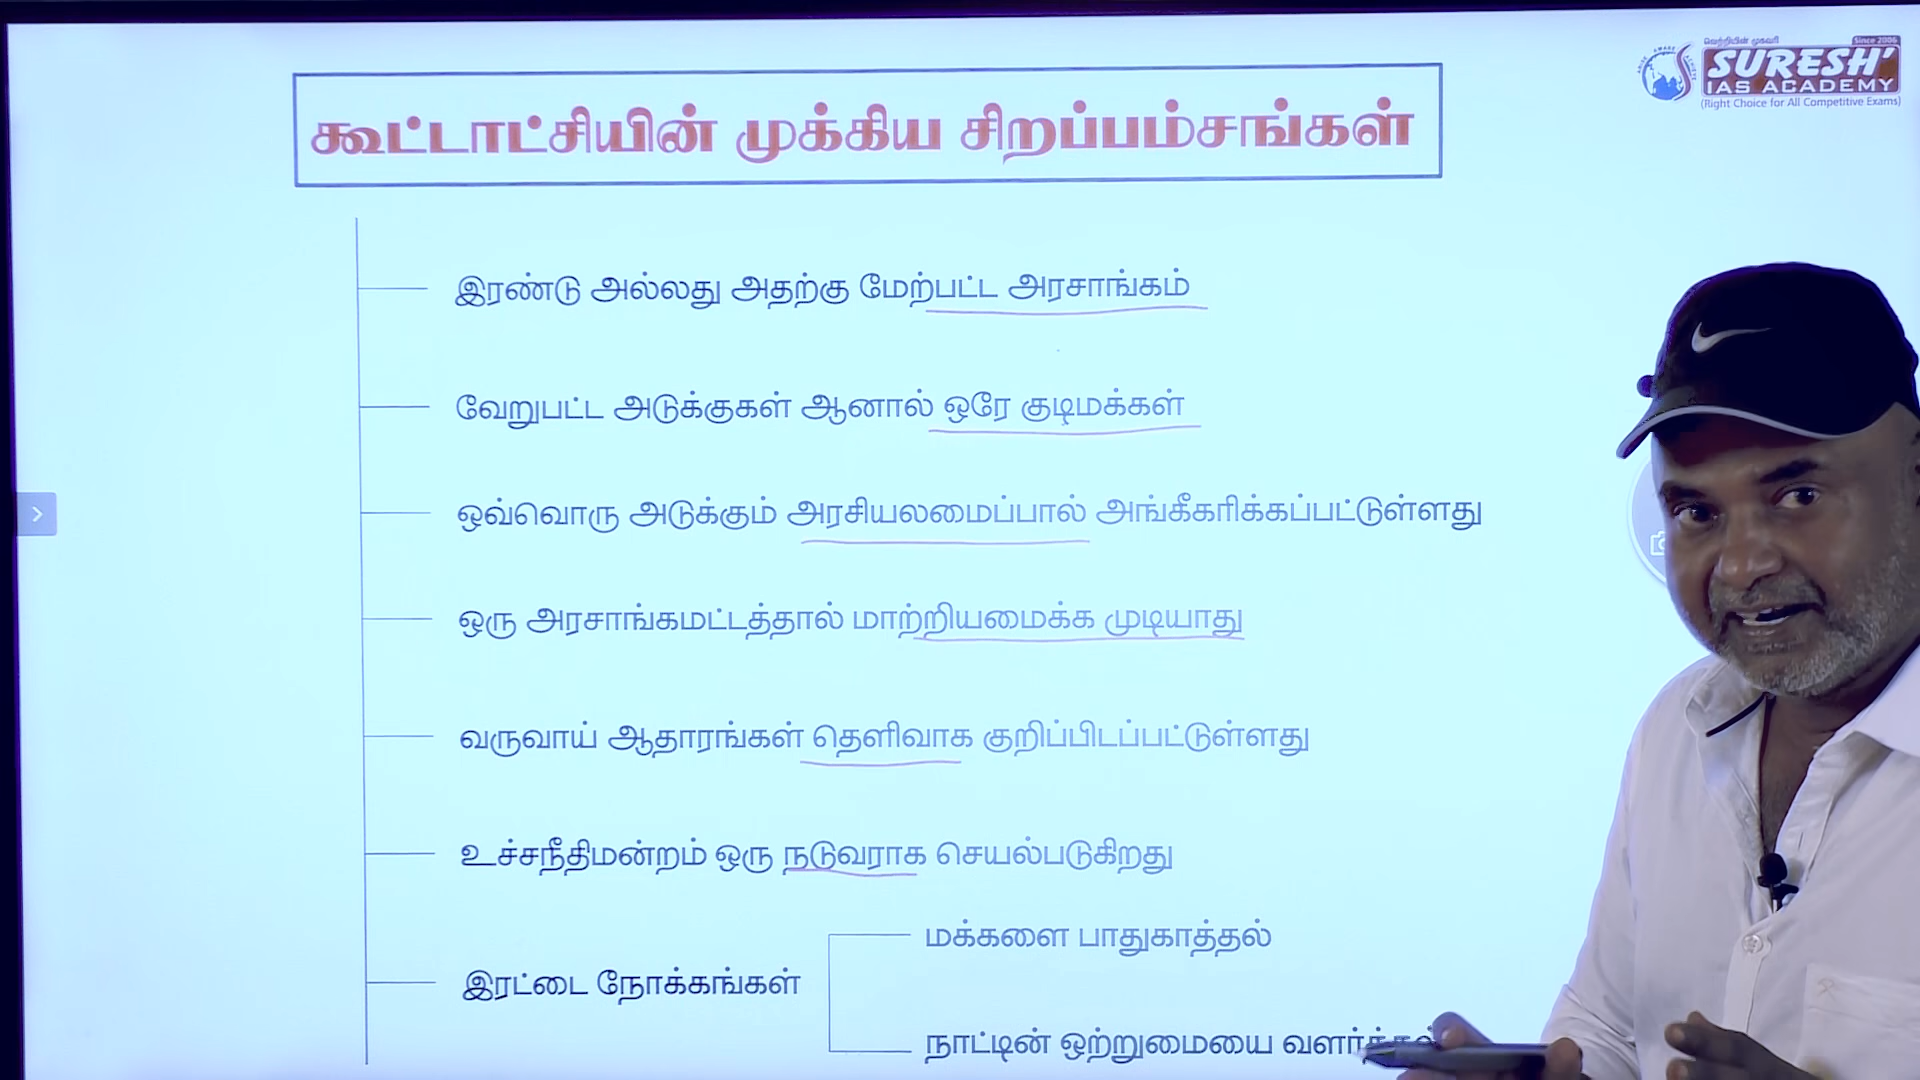 வெற்றியின் முகவரி
Since 2006
SURESH'
IAS ACADEMY
(Right Choice for All Competitive Exams)
கூட்டாட்சியின் முக்கிய சிறப்பம்சங்கள்
இரண்டு அல்லது அதற்கு மேற்பட்ட அரசாங்கம்
வேறுபட்ட அடுக்குகள் ஆனால் ஒரே குடிமக்கள்
ஒவ்வொரு அடுக்கும் அரசியலமைப்பால் அங்கீகரிக்கப்பட்டுள்ளது
ஒரு அரசாங்கமட்டத்தால் மாற்றியமைக்க முடியாது
வருவாய் ஆதாரங்கள் தெளிவாக குறிப்பிடப்பட்டுள்ளது
உச்சநீதிமன்றம் ஒரு நடுவராக செயல்படுகிறது
இரட்டை நோக்கங்கள்
மக்களை பாதுகாத்தல்
நாட்டின் ஒற்றுமையை